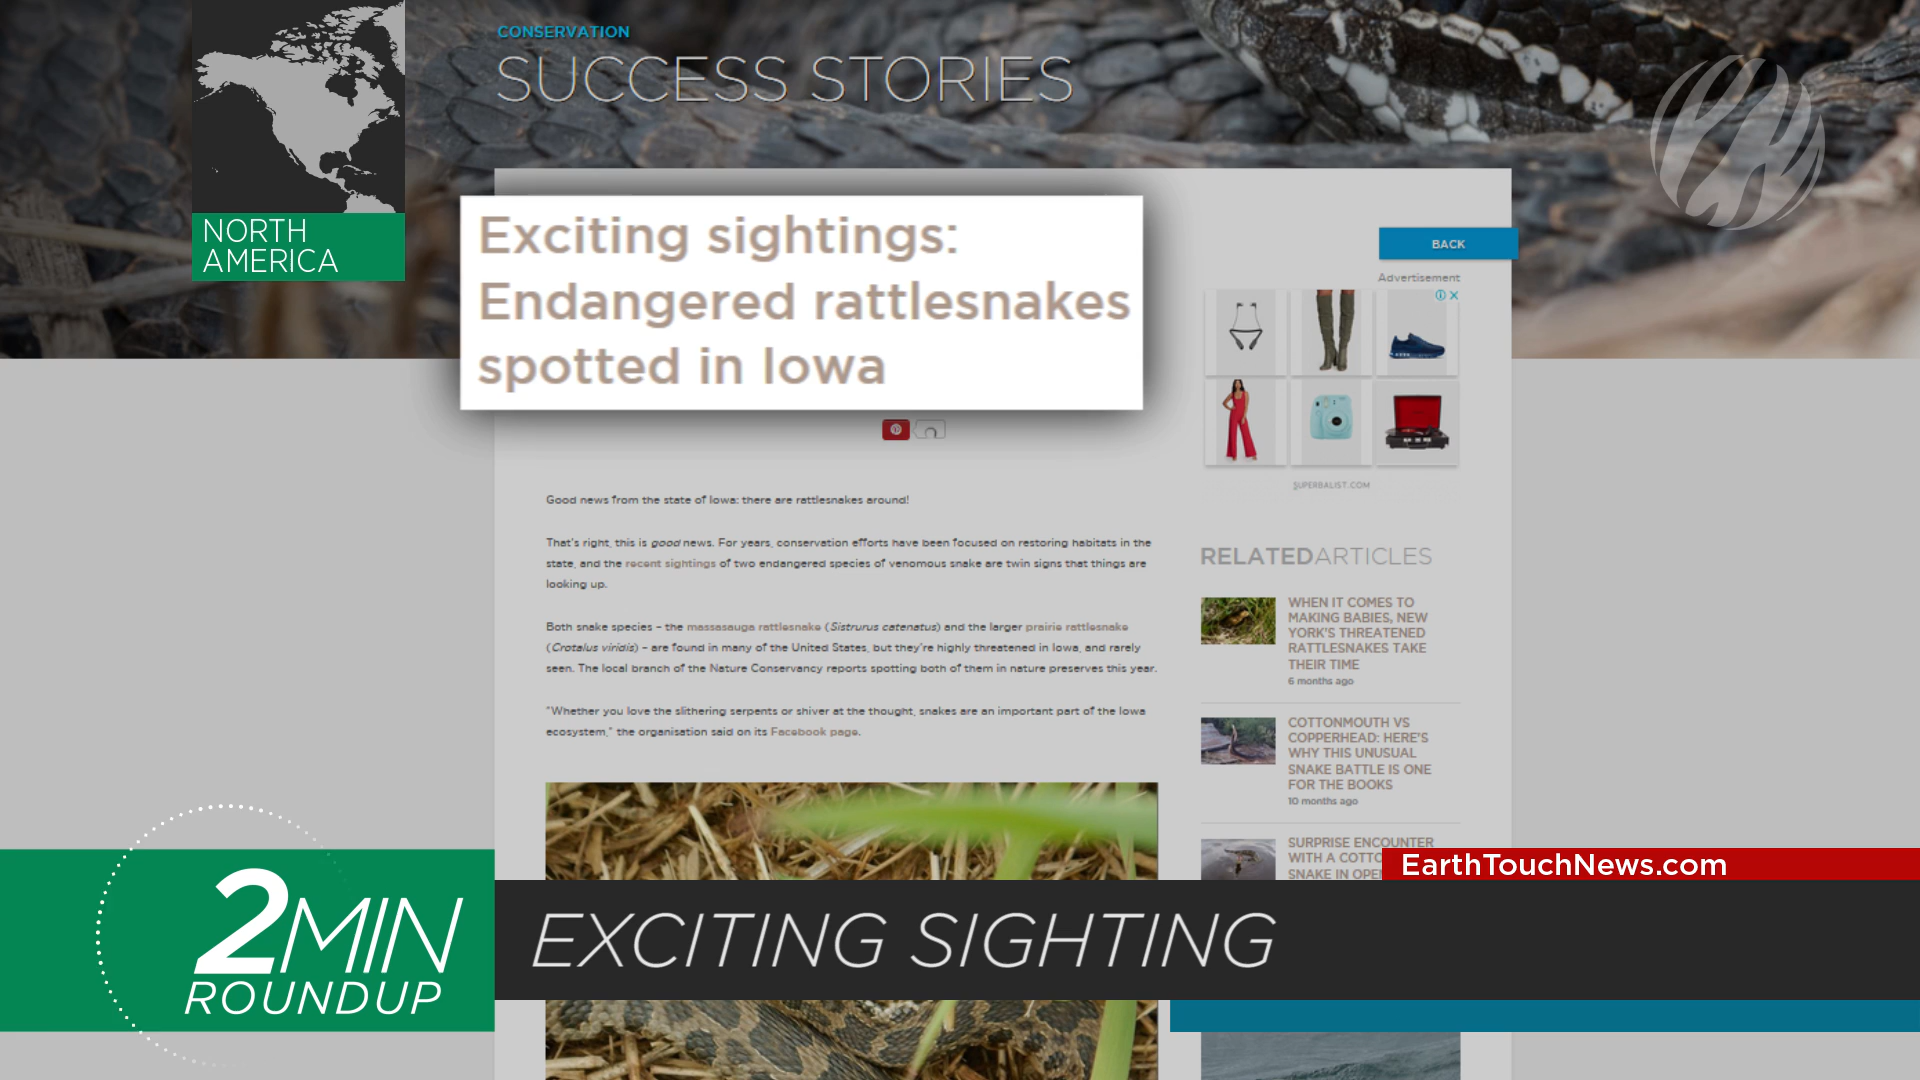 CONSERVATION
SUCCESS STORIES
NORTH
AMERICA
Exciting sightings:
Endangered rattlesnakes
spotted in Iowa
BACK
Advertisement
SUPERBALIST.COM
Good news from the state of Iowa: there are rattlesnakes around!
That's right, this is good news. For years, conservation efforts have been focused on restoring habitats in the
state, and the recent sightings of two endangered species of venomous snake are twin signs that things are
looking up.
Both snake species – the massasauga rattlesnake (Sistrurus catenatus) and the larger prairie rattlesnake
(Crotalus viridis) – are found in many of the United States, but they're highly threatened in Iowa, and rarely
seen. The local branch of the Nature Conservancy reports spotting both of them in nature preserves this year.
"Whether you love the slithering serpents or shiver at the thought, snakes are an important part of the Iowa
ecosystem," the organisation said on its Facebook page.
RELATEDARTICLES
WHEN IT COMES TO
MAKING BABIES, NEW
YORK'S THREATENED
RATTLESNAKES TAKE
THEIR TIME
6 months ago
COTTONMOUTH VS
COPPERHEAD: HERE'S
WHY THIS UNUSUAL
SNAKE BATTLE IS ONE
FOR THE BOOKS
10 months ago
SURPRISE ENCOUNTER
WITH A COTTO
SNAKE IN OPE
EarthTouchNews.com
2MIN
ROUNDUP
EXCITING SIGHTING